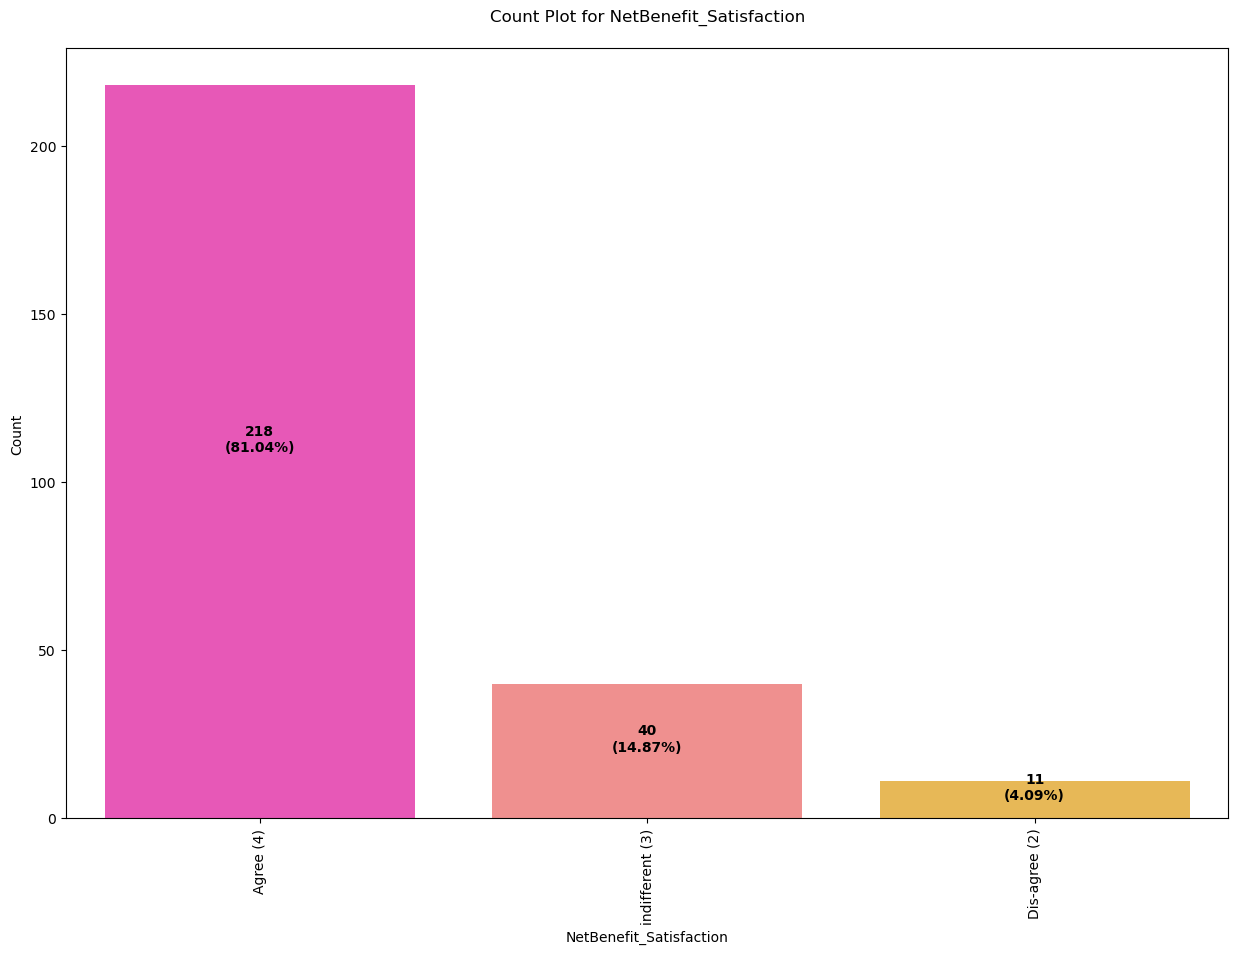 Count Plot for NetBenefit_Satisfaction
Count
200
150
100
50
0
218
(81.04%)
40
(14.87%)
11
(4.09%)
Agree (4)
indifferent (3)
Dis-agree (2)
NetBenefit_Satisfaction